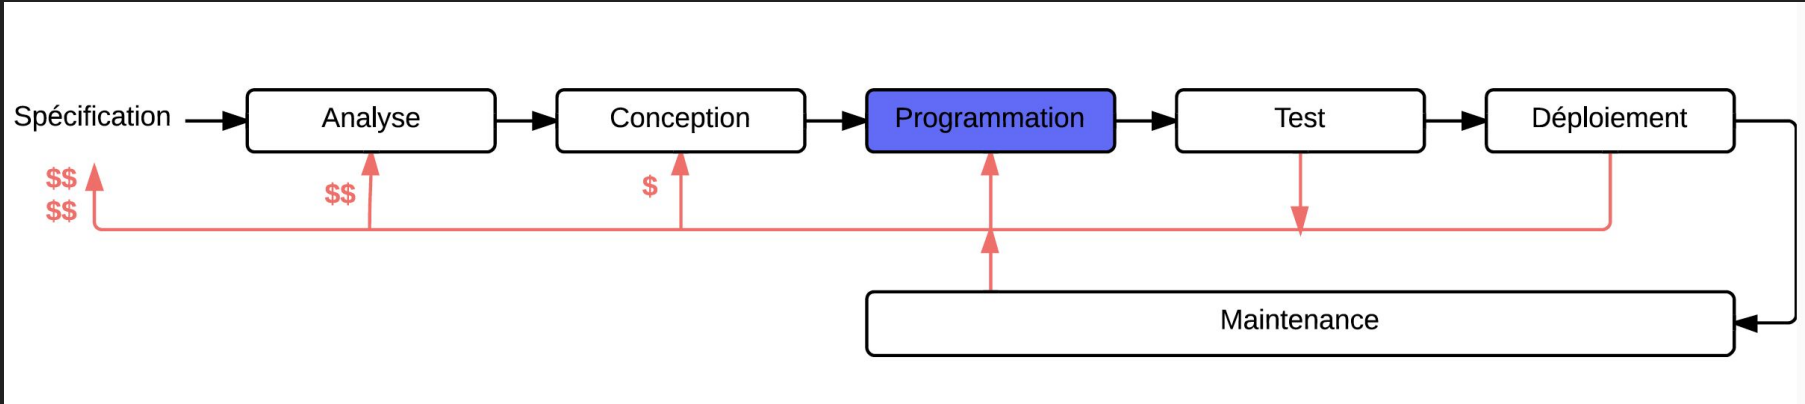 Spécification
Analyse
Conception
Programmation
Test
Déploiement
$$
$$
$$
$
Maintenance